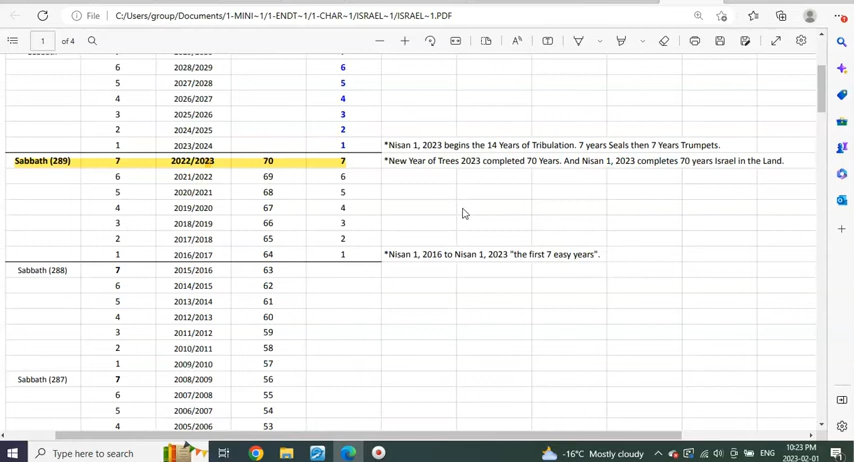 File | C:/Users/group/Documents/1-MINI~1/1-ENDT~1/1-CHAR~1/ISRAEL~1/ISRAEL~1.PDF
1 of 4
6 2028/2029 6
5 2027/2028 5
4 2026/2027 4
3 2025/2026 3
2 2024/2025 2
1 2023/2024 1 *Nisan 1, 2023 begins the 14 Years of Tribulation. 7 years Seals then 7 Years Trumpets.
Sabbath (289) 7 2022/2023 70 7 *New Year of Trees 2023 completed 70 Years. And Nisan 1, 2023 completes 70 years Israel in the Land.
6 2021/2022 69 6
5 2020/2021 68 5
4 2019/2020 67 4
3 2018/2019 66 3
2 2017/2018 65 2
1 2016/2017 64 1 *Nisan 1, 2016 to Nisan 1, 2023 "the first 7 easy years".
Sabbath (288) 7 2015/2016 63
6 2014/2015 62
5 2013/2014 61
4 2012/2013 60
3 2011/2012 59
2 2010/2011 58
1 2009/2010 57
Sabbath (287) 7 2008/2009 56
6 2007/2008 55
5 2006/2007 54
4 2005/2006 53
Type here to search
-16°C Mostly cloudy
ENG
10:23 PM
2023-02-01